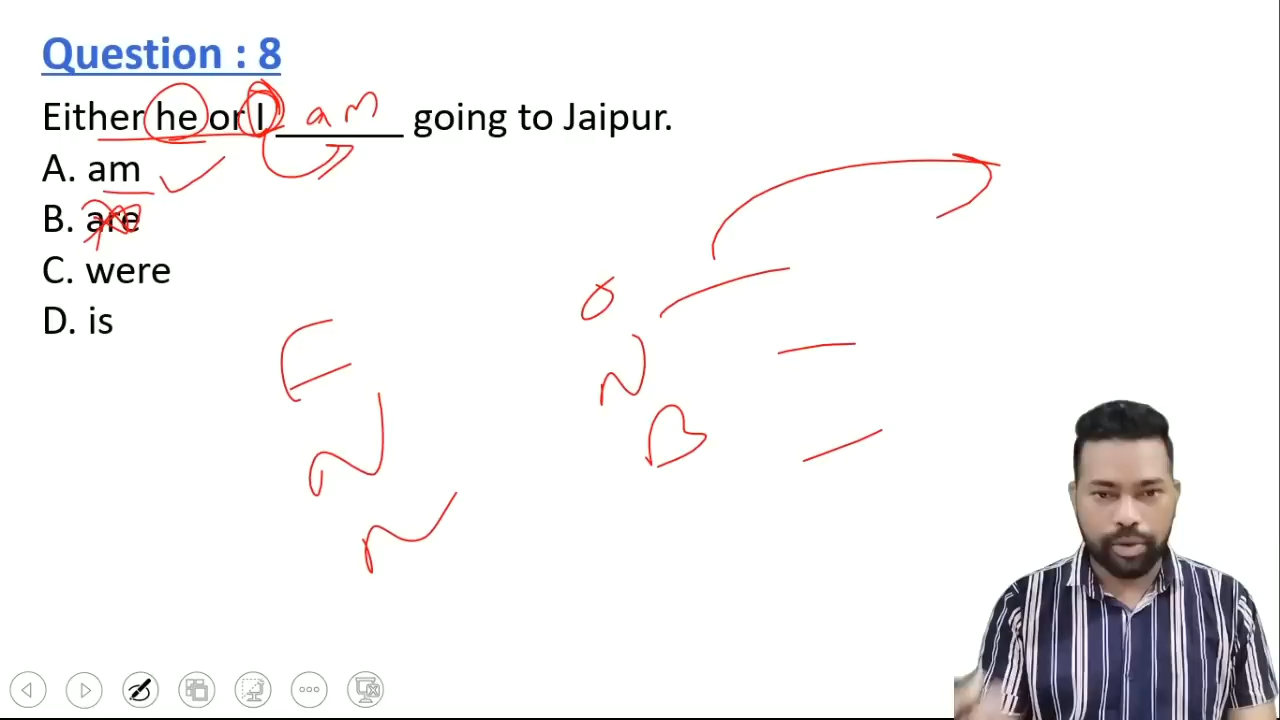 Question : 8
Either he or I am going to Jaipur.
A. am
B. are
C. were
D. is
E
N
N
O
N
B